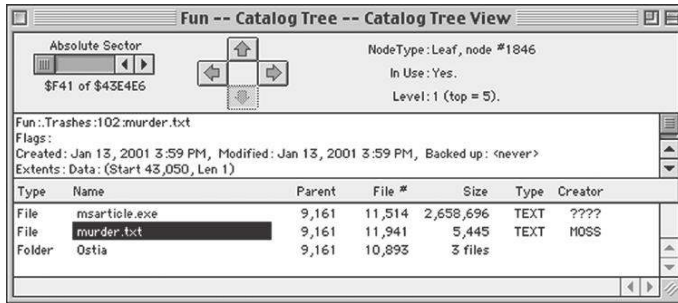 Fun -- Catalog Tree -- Catalog Tree View
Absolute Sector
$F41 of $43E4E6
NodeType: Leaf, node #1846
In Use: Yes.
Level: 1 (top = 5).
Fun:.Trashes:102:murder.txt
Flags:
Created: Jan 13, 2001 3:59 PM, Modified: Jan 13, 2001 3:59 PM, Backed up: <never>
Extents: Data: (Start 43,050, Len 1)
Type Name Parent File # Size Type Creator
File msarticle.exe 9,161 11,514 2,658,696 TEXT ????
File murder.txt 9,161 11,941 5,445 TEXT MOSS
Folder Ostia 9,161 10,893 3 files